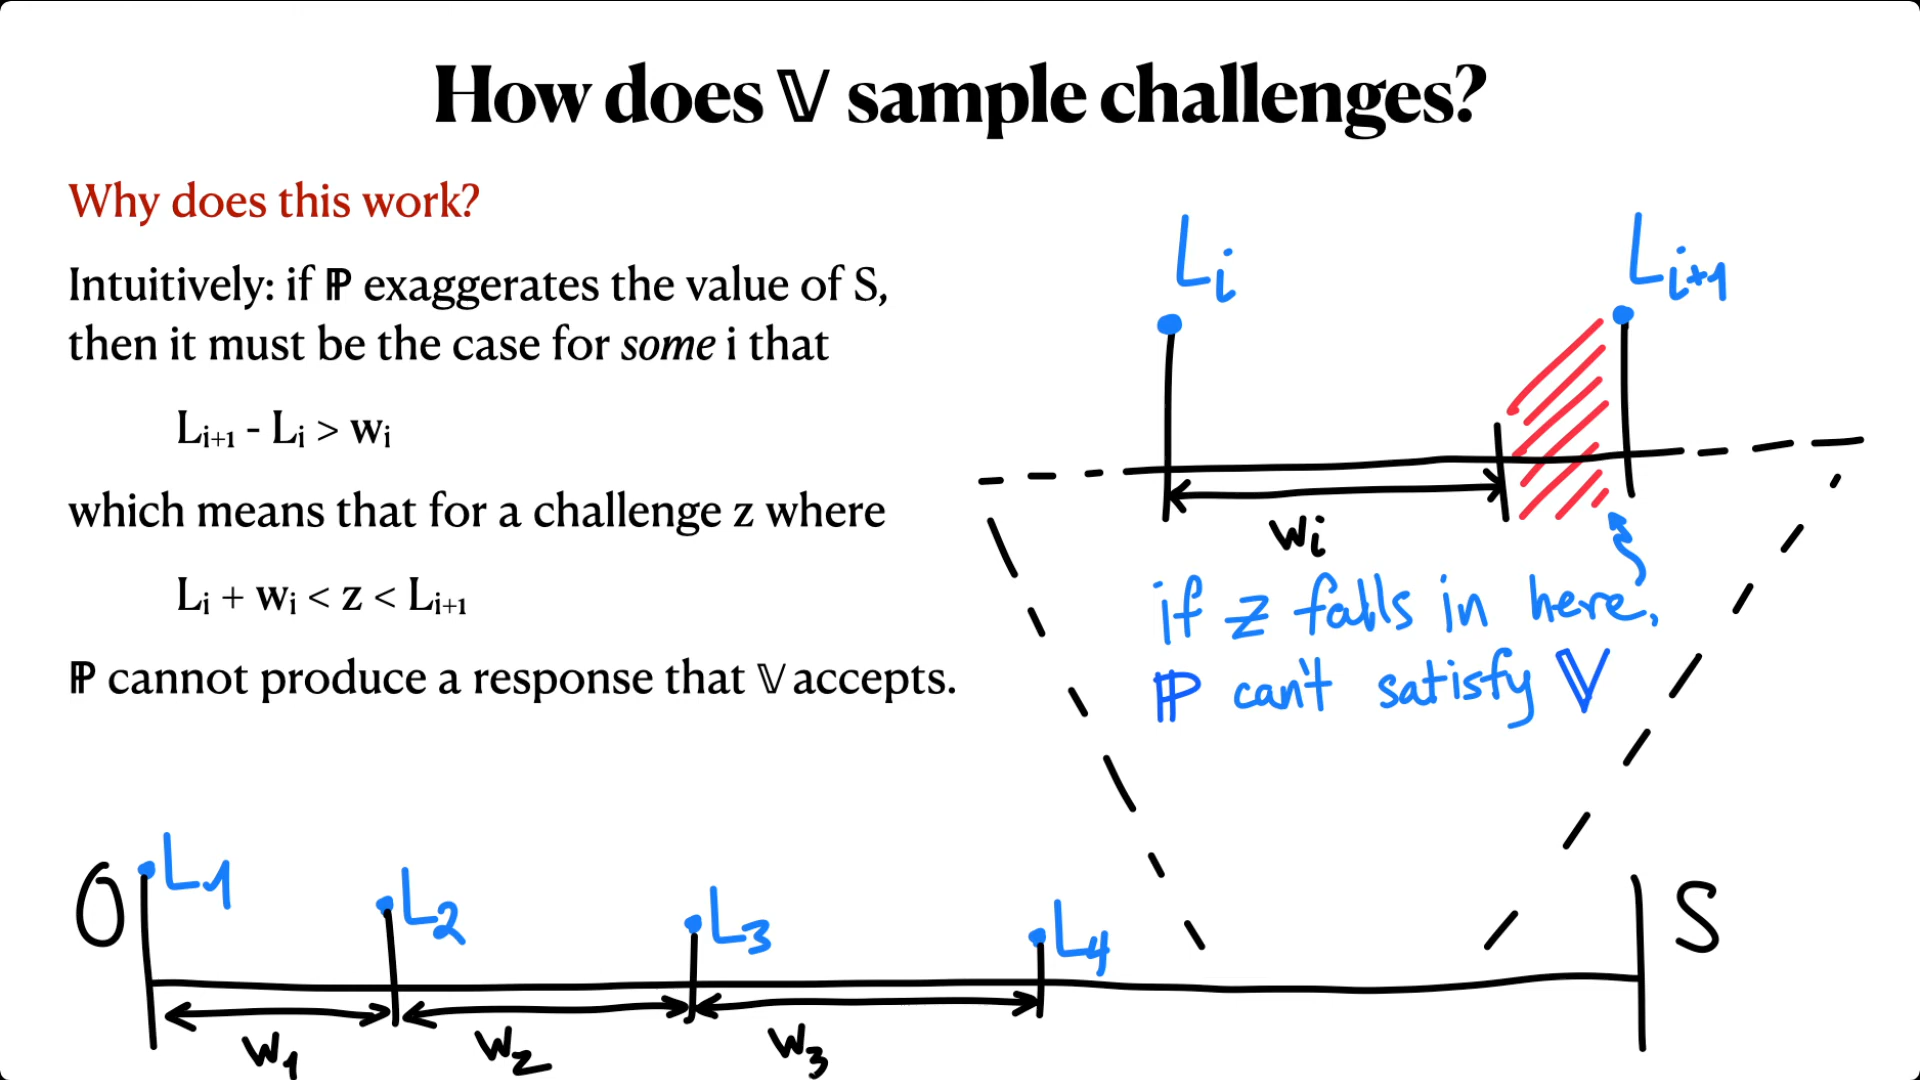 How does 𝕍 sample challenges?
Why does this work?
Intuitively: if ℙ exaggerates the value of S,
then it must be the case for some i that
Lᵢ₊₁ - Lᵢ > wᵢ
which means that for a challenge z where
Lᵢ + wᵢ < z < Lᵢ₊₁
ℙ cannot produce a response that 𝕍 accepts.
Lᵢ
Lᵢ₊₁
wᵢ
if z falls in here,
ℙ can't satisfy 𝕍
0
L₁
L₂
L₃
L₄
S
w₁
w₂
w₃